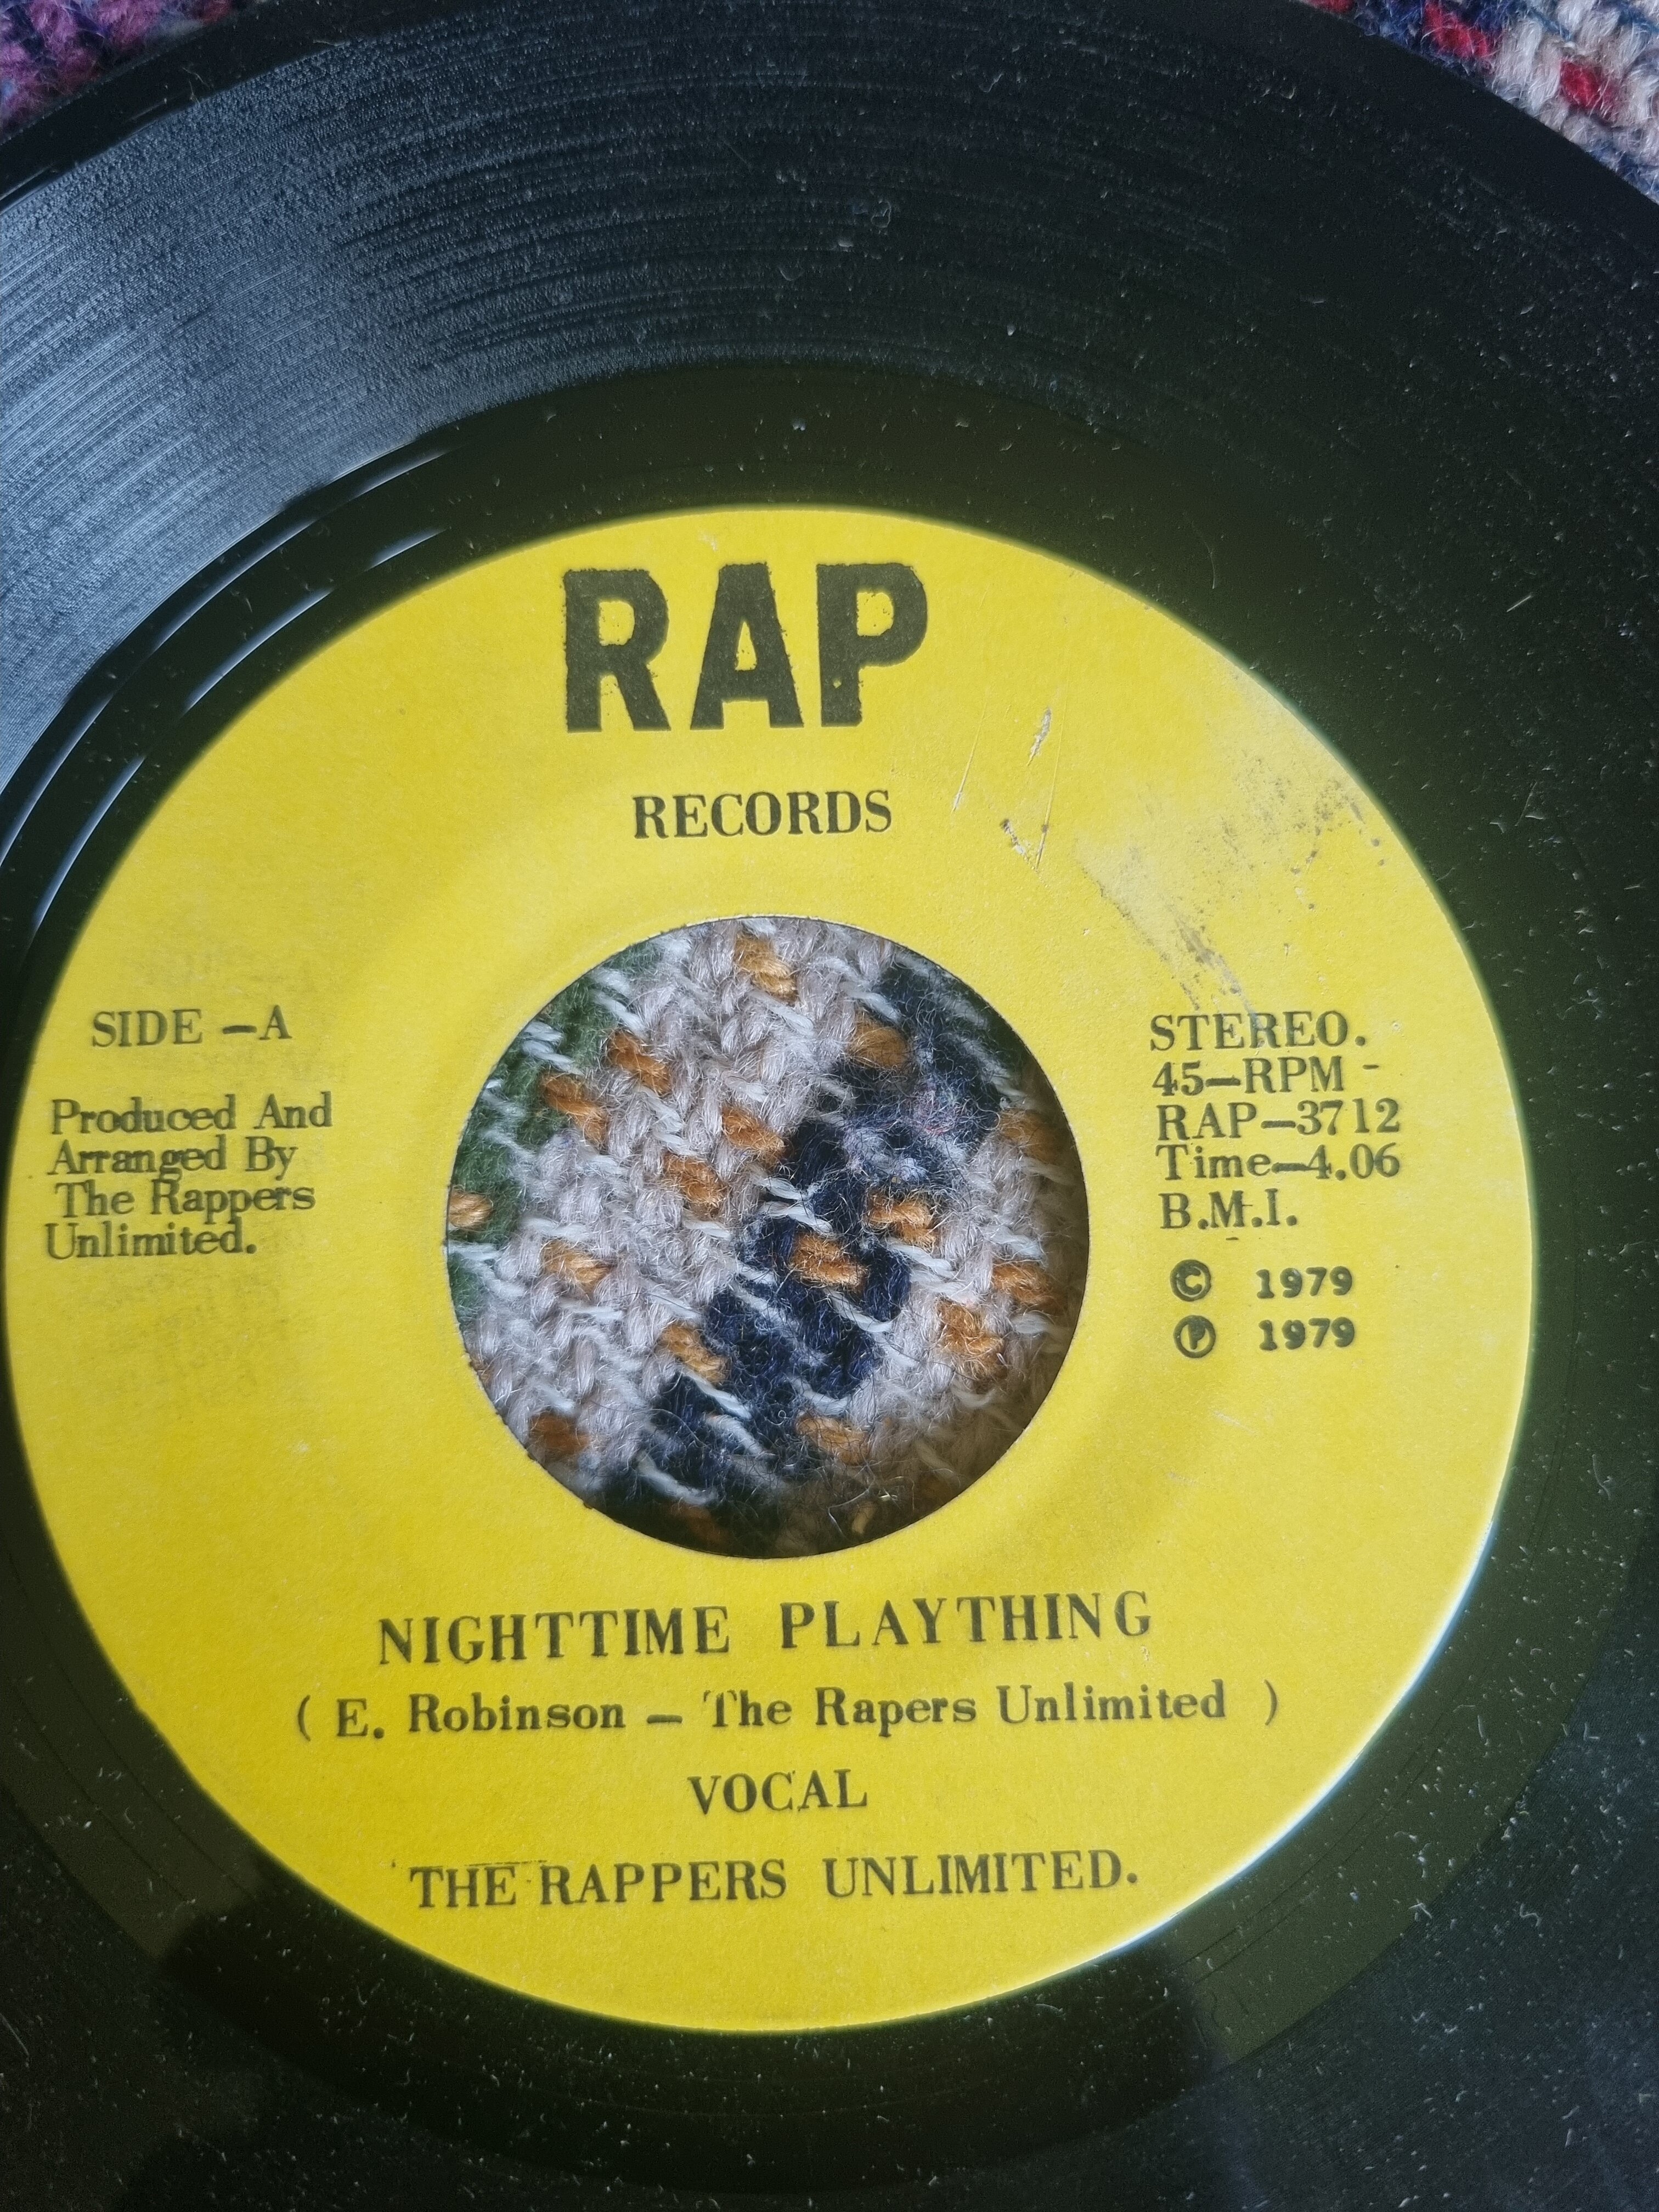 RAP
RECORDS
SIDE —A
Produced And
Arranged By
The Rappers
Unlimited.
STEREO.
45—RPM -
RAP—3712
Time—4.06
B.M.I.
© 1979
℗ 1979
NIGHTTIME PLAYTHING
( E. Robinson — The Rapers Unlimited )
VOCAL
THE RAPPERS UNLIMITED.